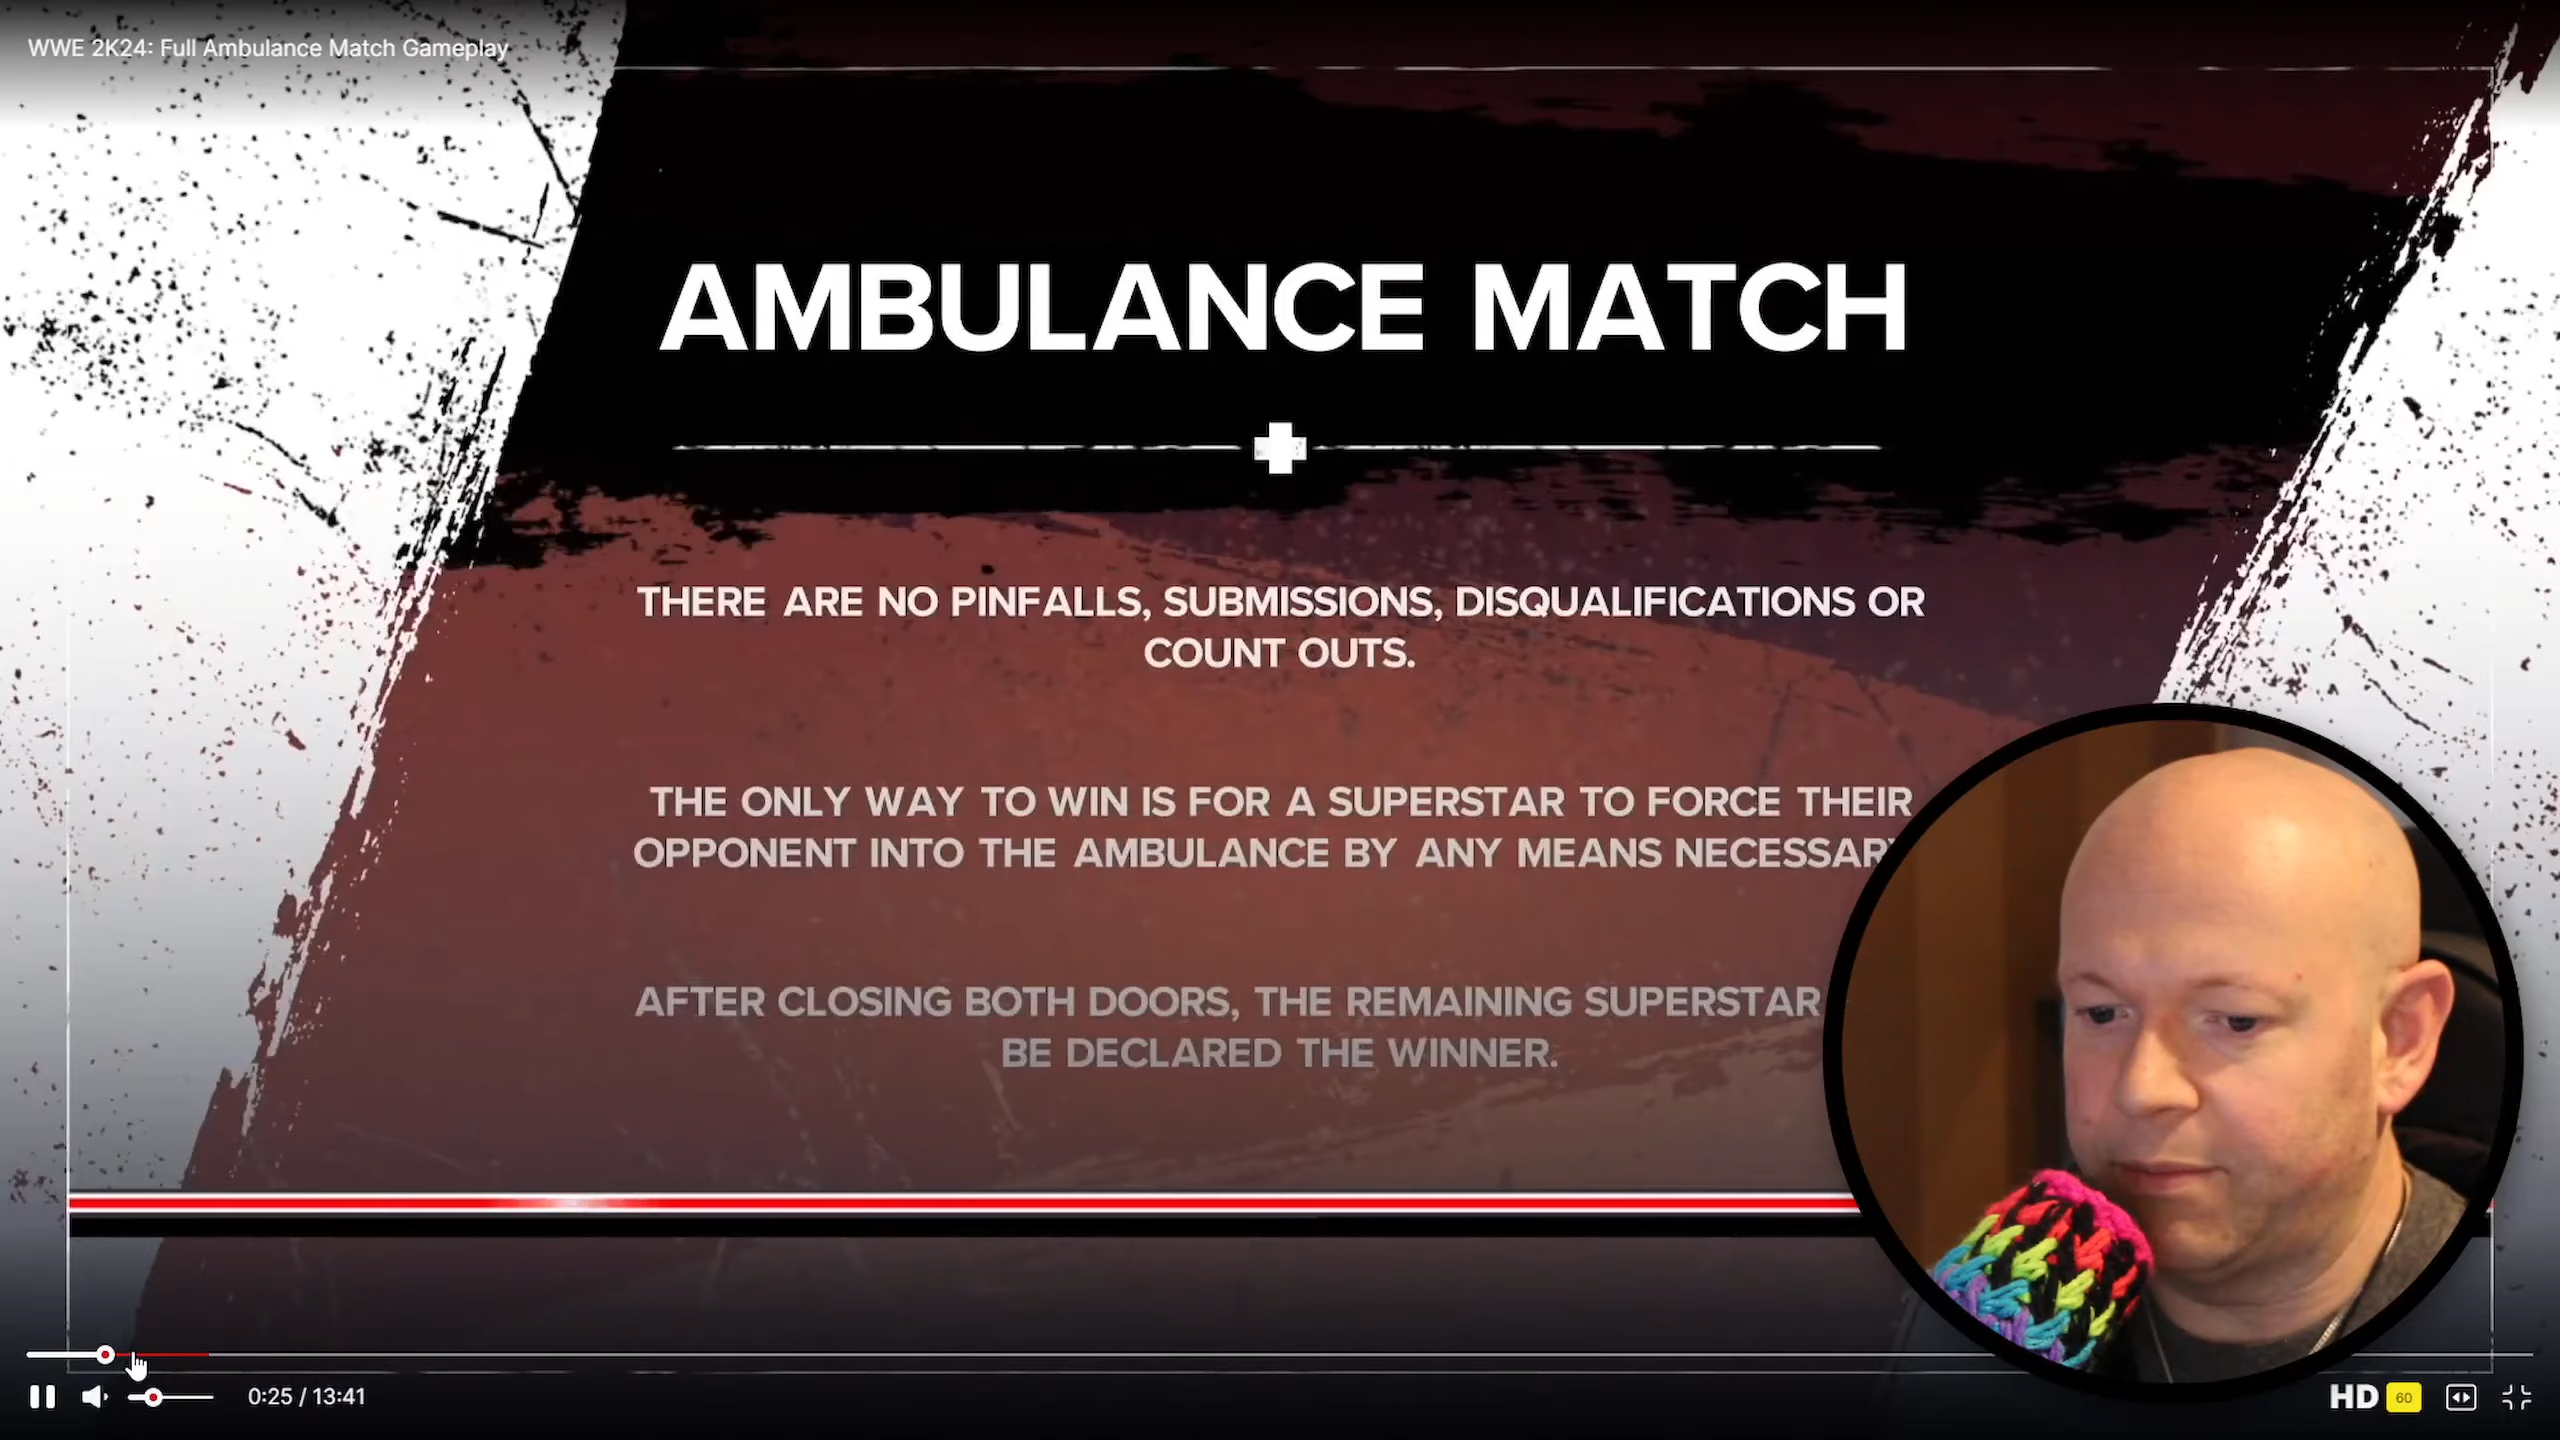 WWE 2K24: Full Ambulance Match Gameplay
AMBULANCE MATCH
THERE ARE NO PINFALLS, SUBMISSIONS, DISQUALIFICATIONS OR
COUNT OUTS.
THE ONLY WAY TO WIN IS FOR A SUPERSTAR TO FORCE THEIR
OPPONENT INTO THE AMBULANCE BY ANY MEANS NECESSARY
AFTER CLOSING BOTH DOORS, THE REMAINING SUPERSTAR
BE DECLARED THE WINNER.
0:25 / 13:41
HD 60